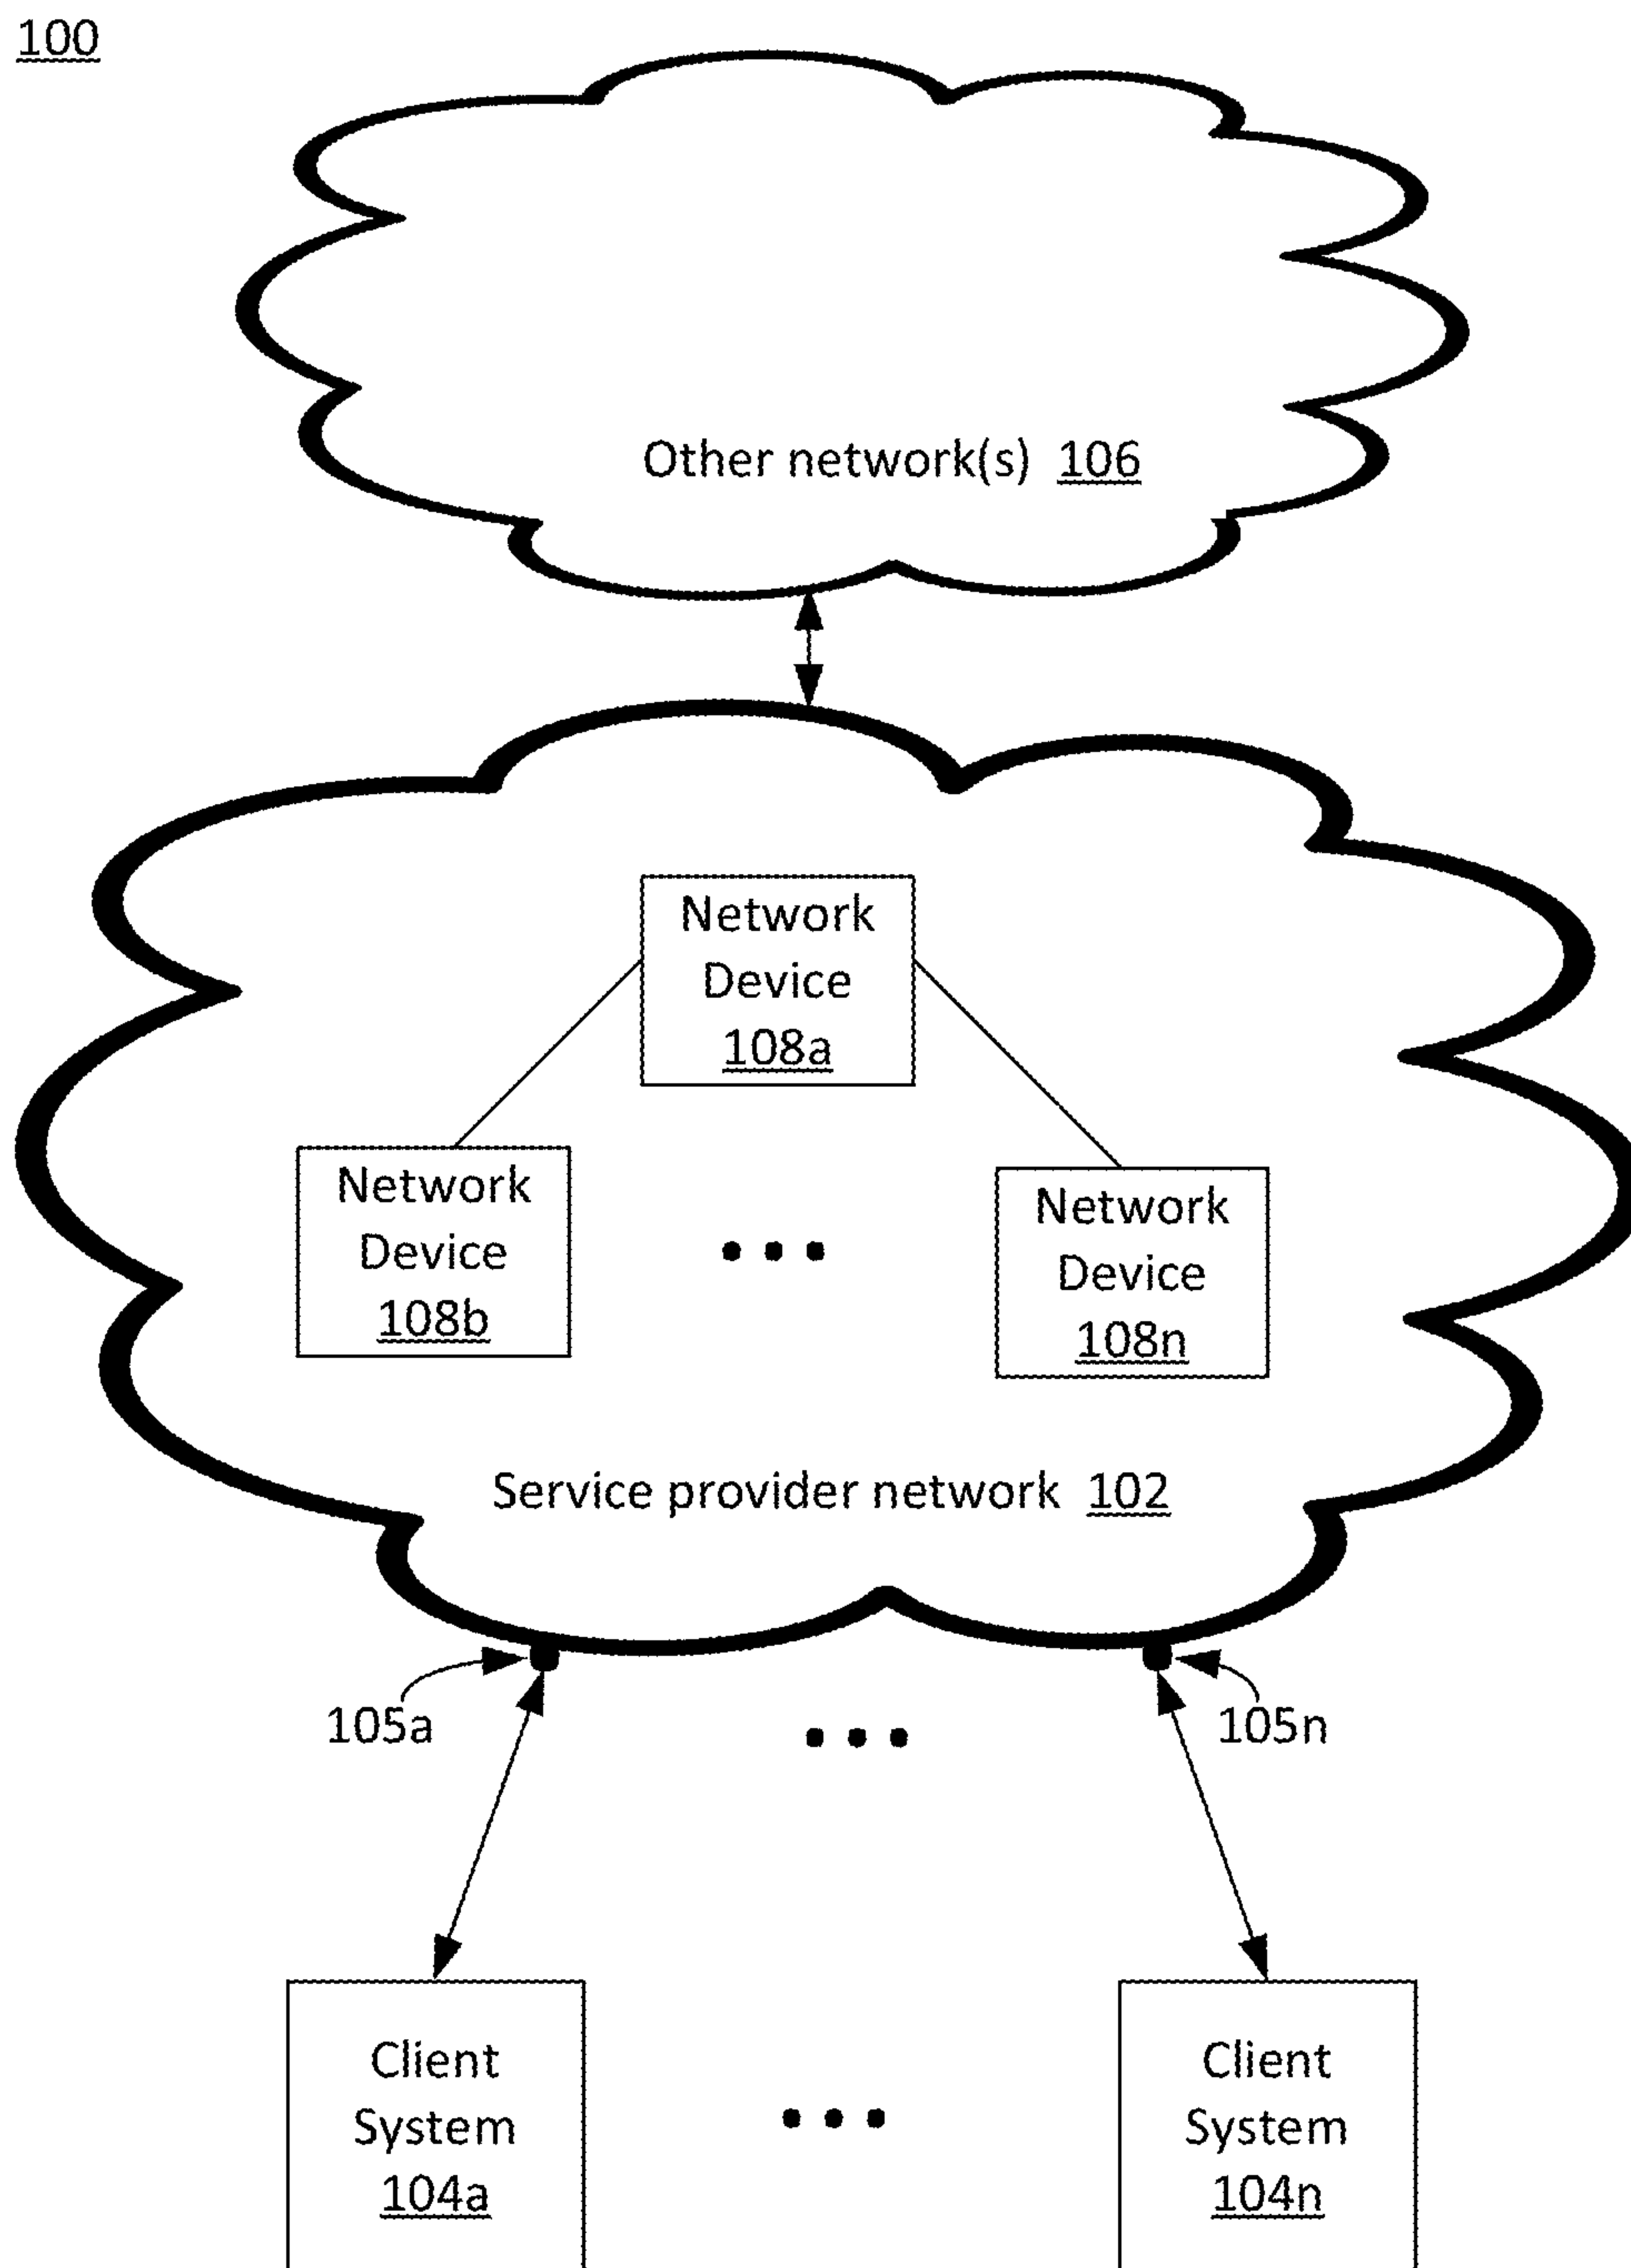 100
Other network(s) 106
Network
Device
108a
Network
Device
108b
...
Network
Device
108n
Service provider network 102
105a
...
105n
Client
System
104a
...
Client
System
104n